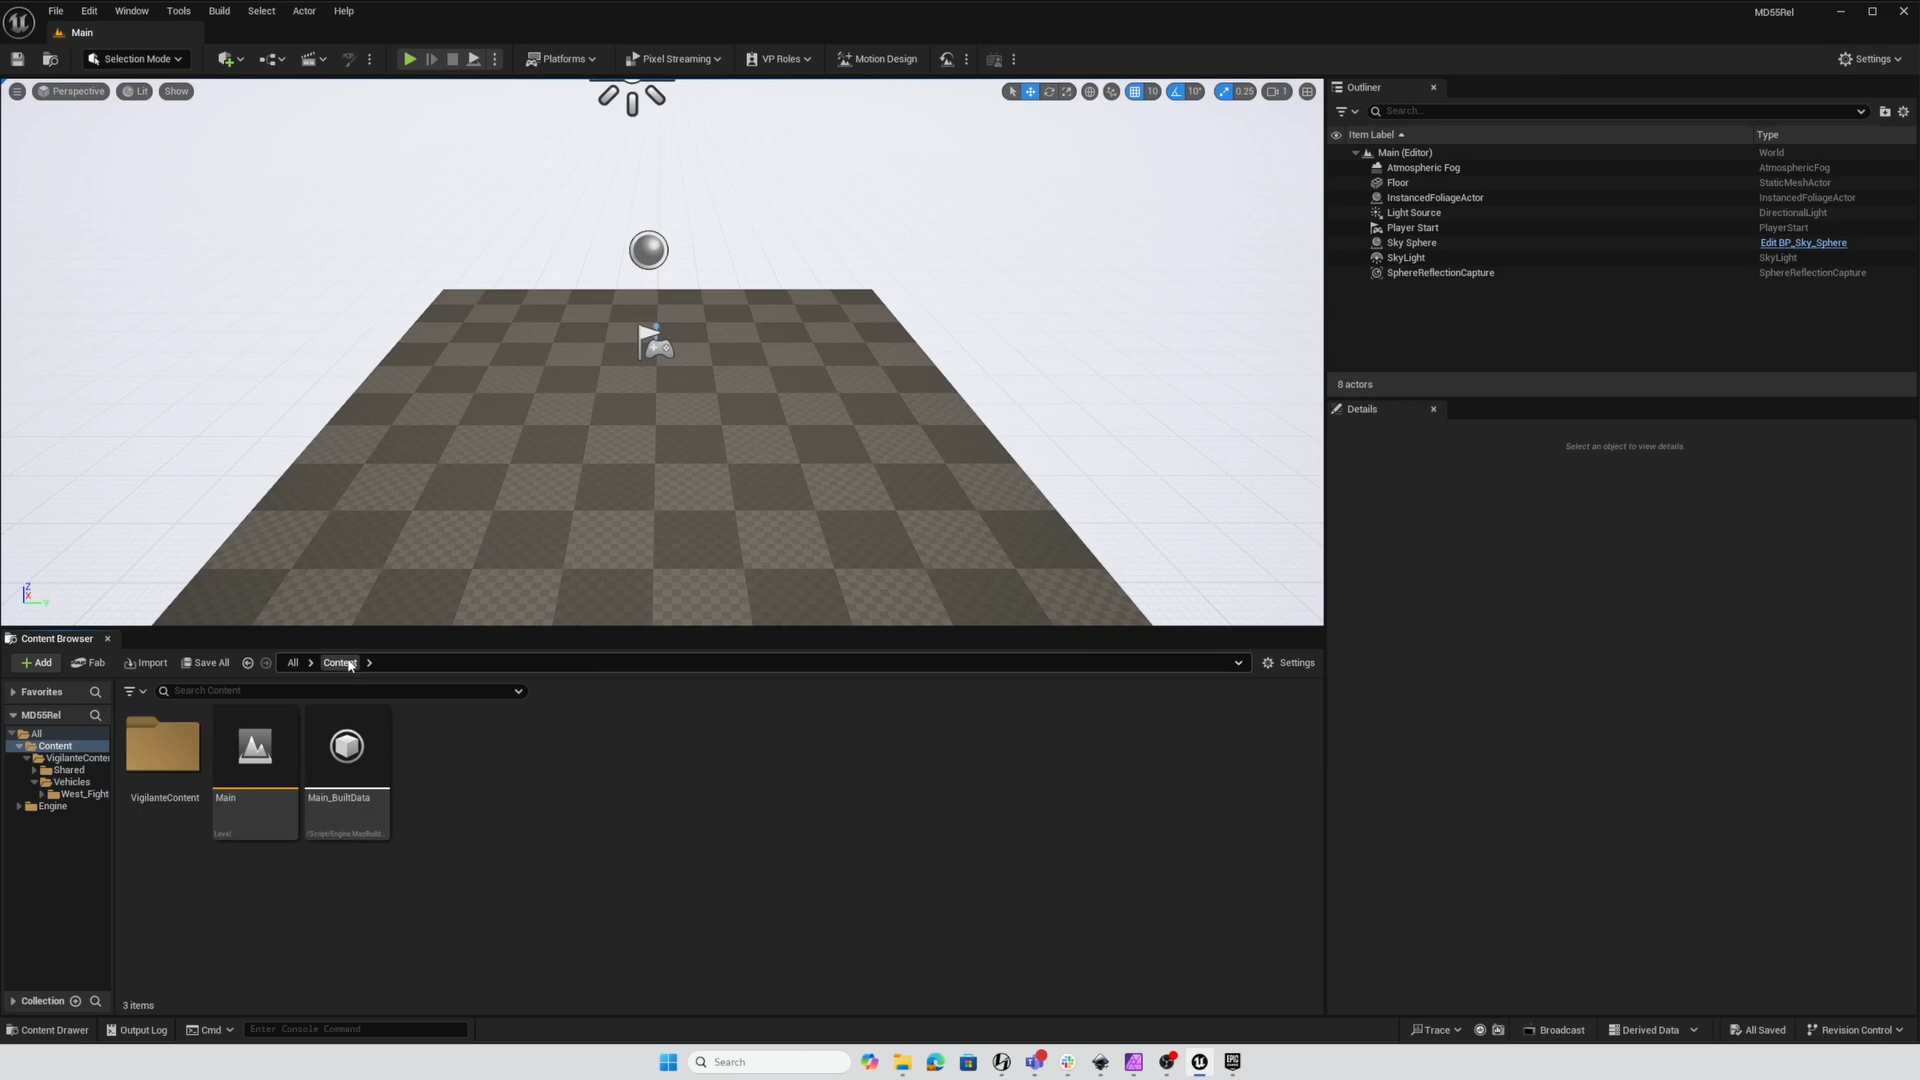 File Edit Window Tools Build Select Actor Help
MD55Rel
Main
Selection Mode
Platforms
Pixel Streaming
VP Roles
Motion Design
Settings
Perspective
Lit
Show
10
10°
0.25
1
Outliner
Search...
Item Label Type
Main (Editor) World
Atmospheric Fog AtmosphericFog
Floor StaticMeshActor
InstancedFoliageActor InstancedFoliageActor
Light Source DirectionalLight
Player Start PlayerStart
Sky Sphere Edit BP_Sky_Sphere
SkyLight SkyLight
SphereReflectionCapture SphereReflectionCapture
8 actors
Details
Select an object to view details.
Z
X
Y
Content Browser
Add
Fab
Import
Save All
All
Content
Settings
Favorites
Search Content
MD55Rel
All
Content
VigilanteConter
Shared
Vehicles
West_Fight
Engine
VigilanteContent
Main
Level
Main_BuiltData
/Script/Engine.MapBuild...
Collection
3 items
Content Drawer
Output Log
Cmd
Enter Console Command
Trace
Broadcast
Derived Data
All Saved
Revision Control
Search
EPIC